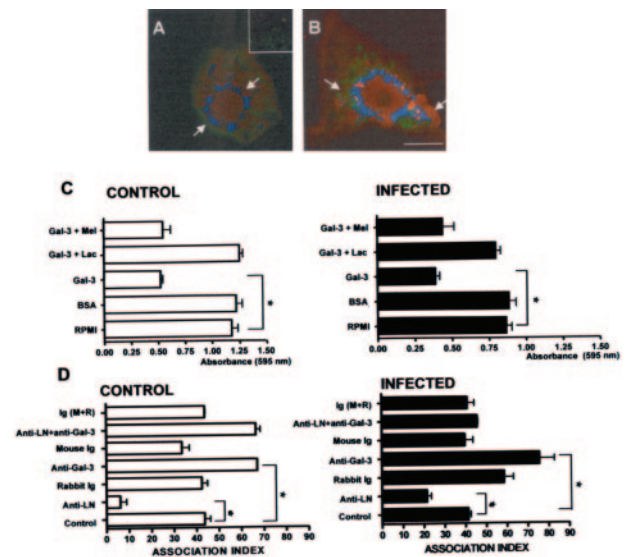 A
B
C
CONTROL
Gal-3 + Mel
Gal-3 + Lac
Gal-3
BSA
RPMI
*
0.00 0.25 0.50 0.75 1.00 1.25 1.50
Absorbance (595 nm)
INFECTED
Gal-3 + Mel
Gal-3 + Lac
Gal-3
BSA
RPMI
*
0.00 0.25 0.50 0.75 1.00 1.25 1.50
Absorbance (595 nm)
D
CONTROL
Ig (M+R)
Anti-LN+anti-Gal-3
Mouse Ig
Anti-Gal-3
Rabbit Ig
Anti-LN
Control
*
*
0 10 20 30 40 50 60 70 80 90
ASSOCIATION INDEX
INFECTED
Ig (M+R)
Anti-LN+anti-Gal-3
Mouse Ig
Anti-Gal-3
Rabbit Ig
Anti-LN
Control
*
*
0 10 20 30 40 50 60 70 80 90
ASSOCIATION INDEX